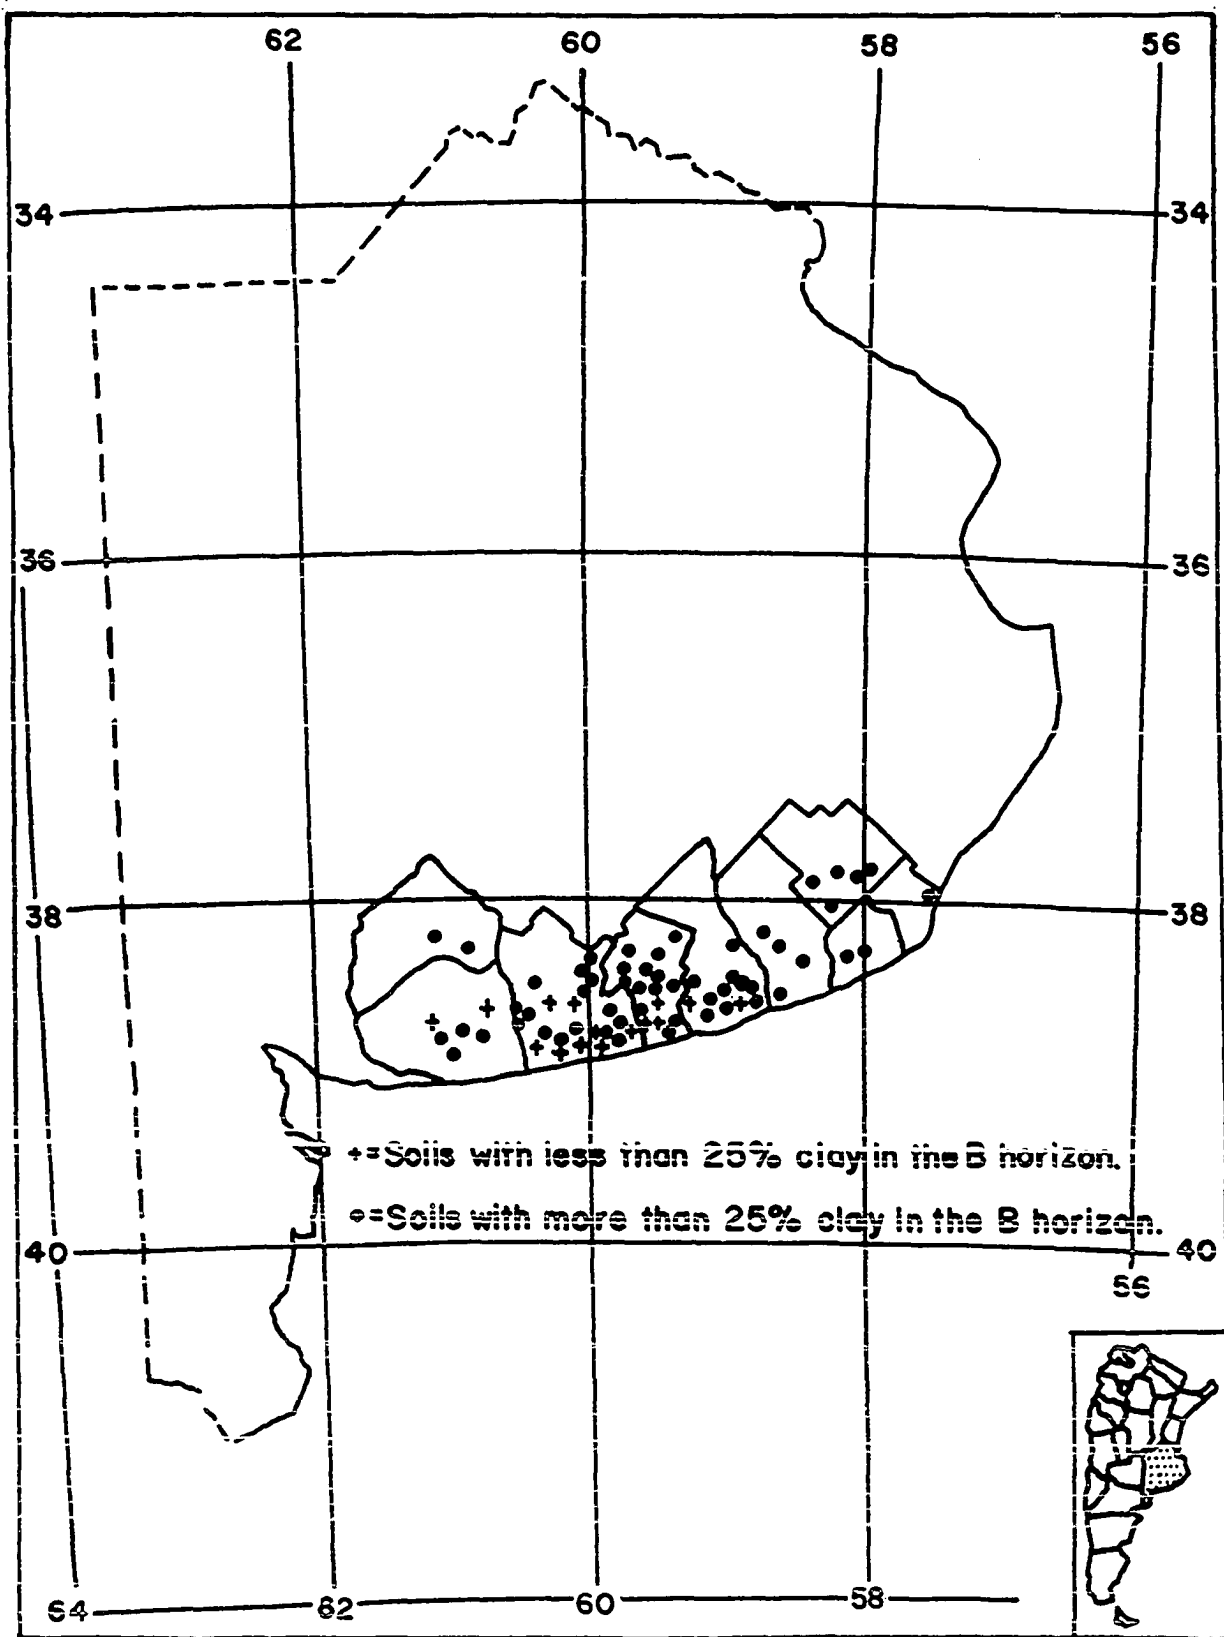 62 60 58 56
34 34
36 36
38 38
+=Soils with less than 25% clay in the B horizon.
•=Soils with more than 25% clay in the B horizon.
40 40
56
64 62 60 58